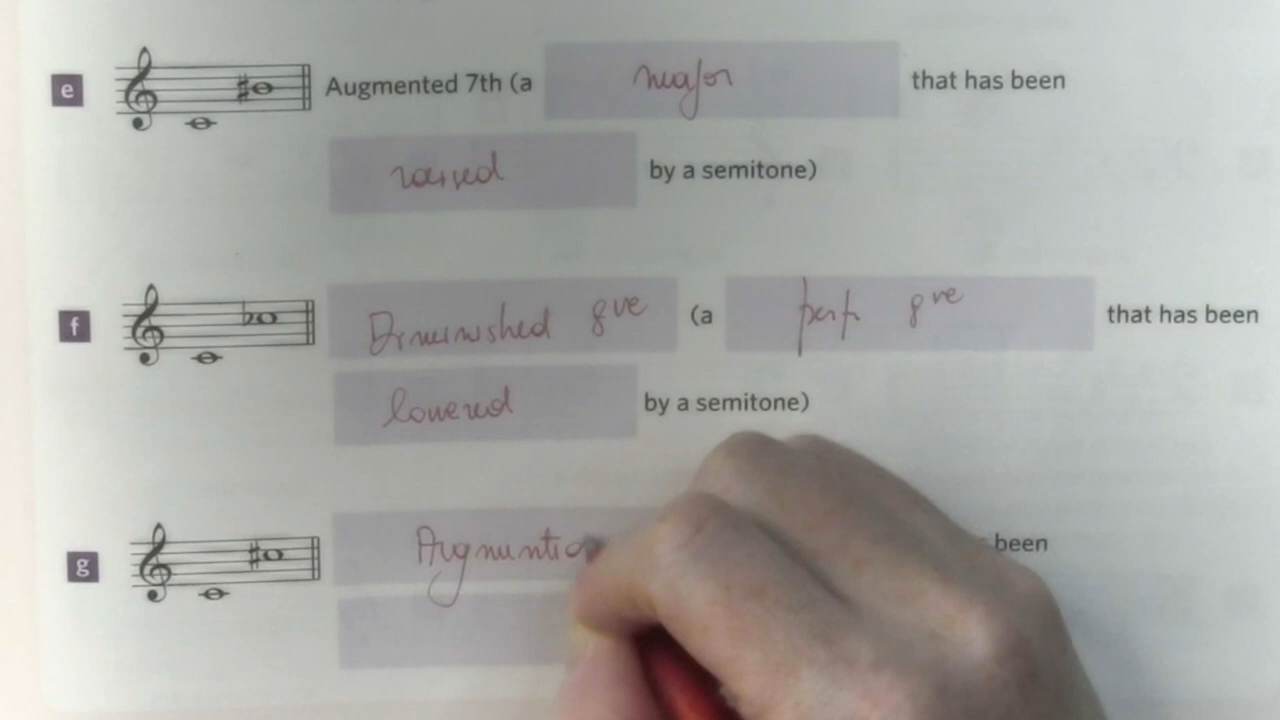 e Augmented 7th (a major that has been
raised by a semitone)
f Diminished 8ve (a perf. 8ve that has been
lowered by a semitone)
g been